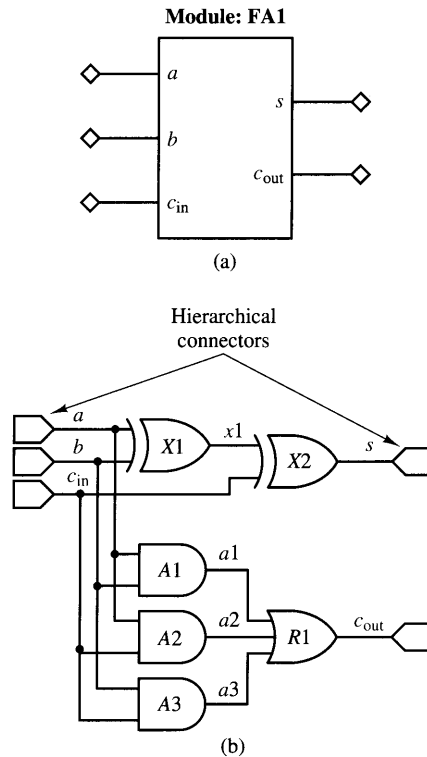 Module: FA1
a
s
b
c_out
c_in
(a)
Hierarchical
connectors
a
X1
x1
X2
s
b
c_in
A1
a1
A2
a2
R1
c_out
A3
a3
(b)